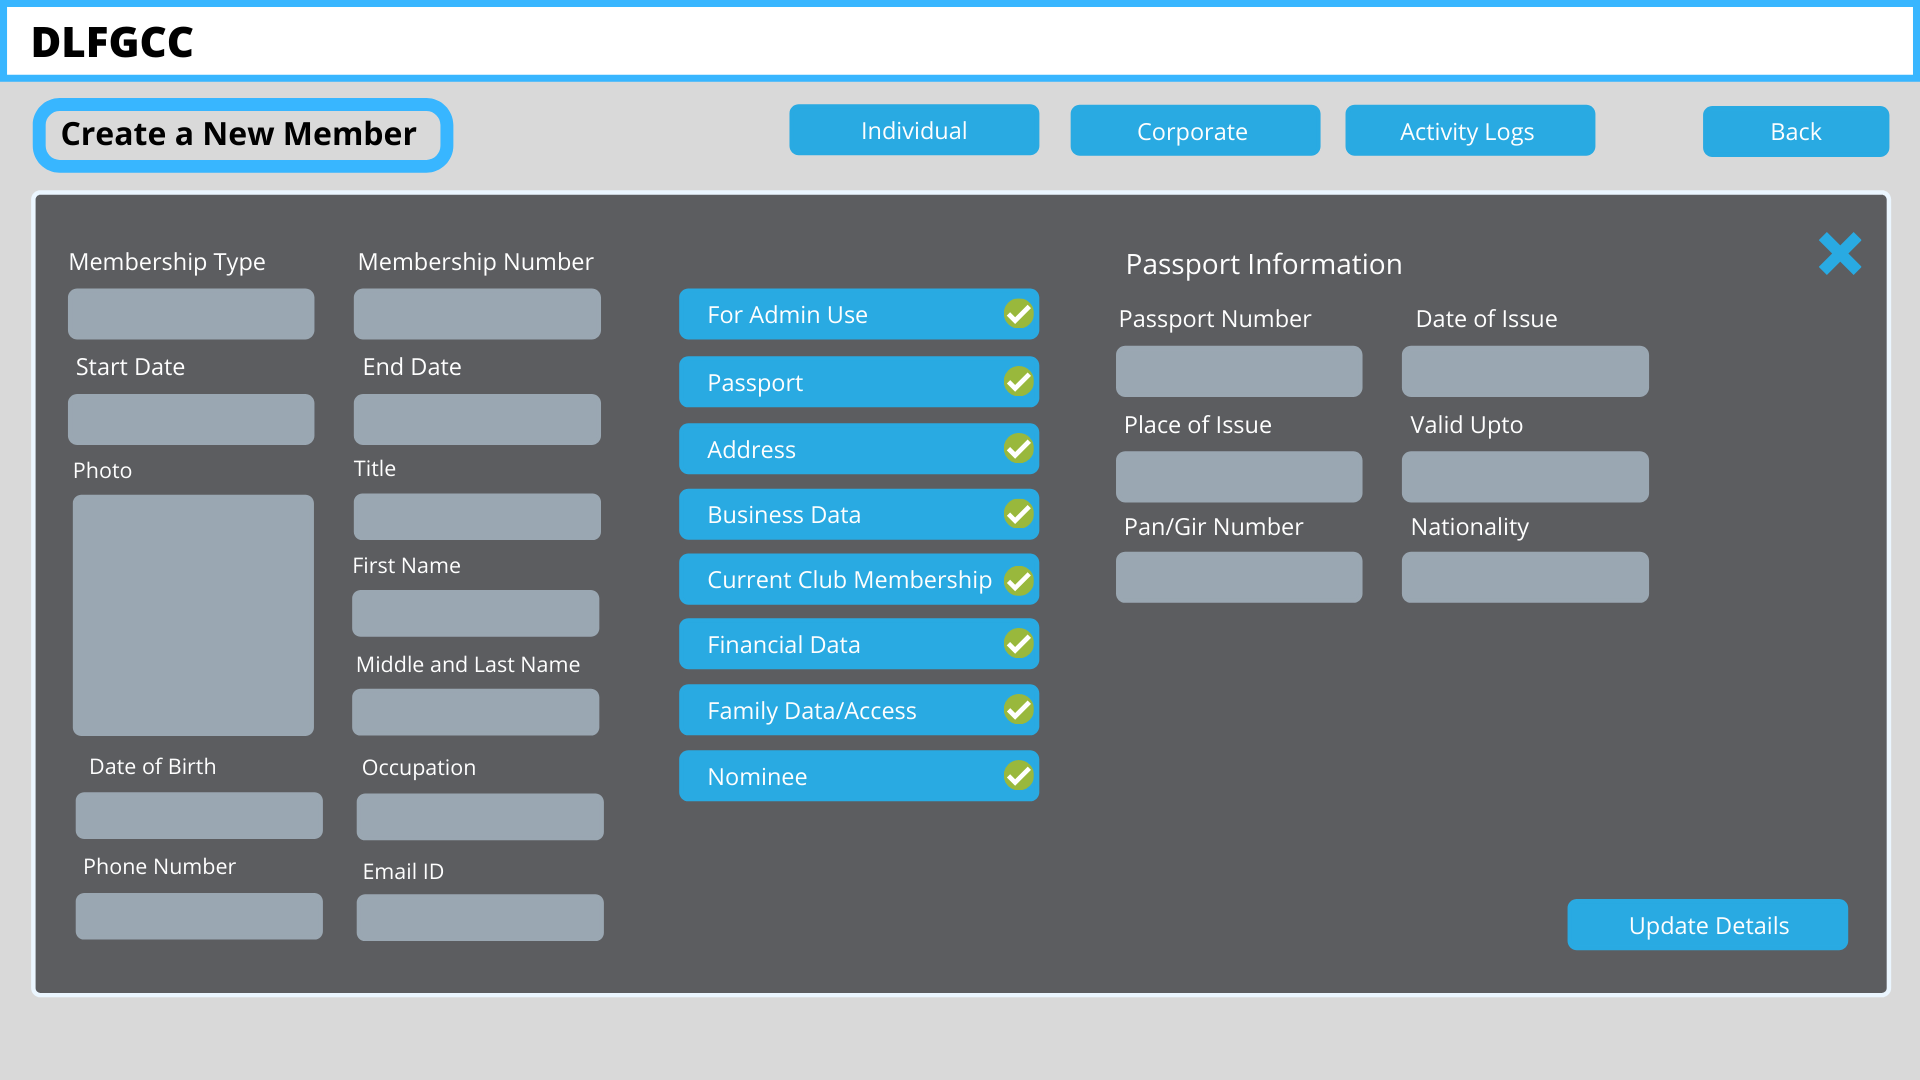 DLFGCC
Create a New Member
Individual
Corporate
Activity Logs
Back
Membership Type
Membership Number
Start Date
End Date
Photo
Title
First Name
Middle and Last Name
Date of Birth
Occupation
Phone Number
Email ID
For Admin Use
Passport
Address
Business Data
Current Club Membership
Financial Data
Family Data/Access
Nominee
Passport Information
Passport Number
Date of Issue
Place of Issue
Valid Upto
Pan/Gir Number
Nationality
Update Details